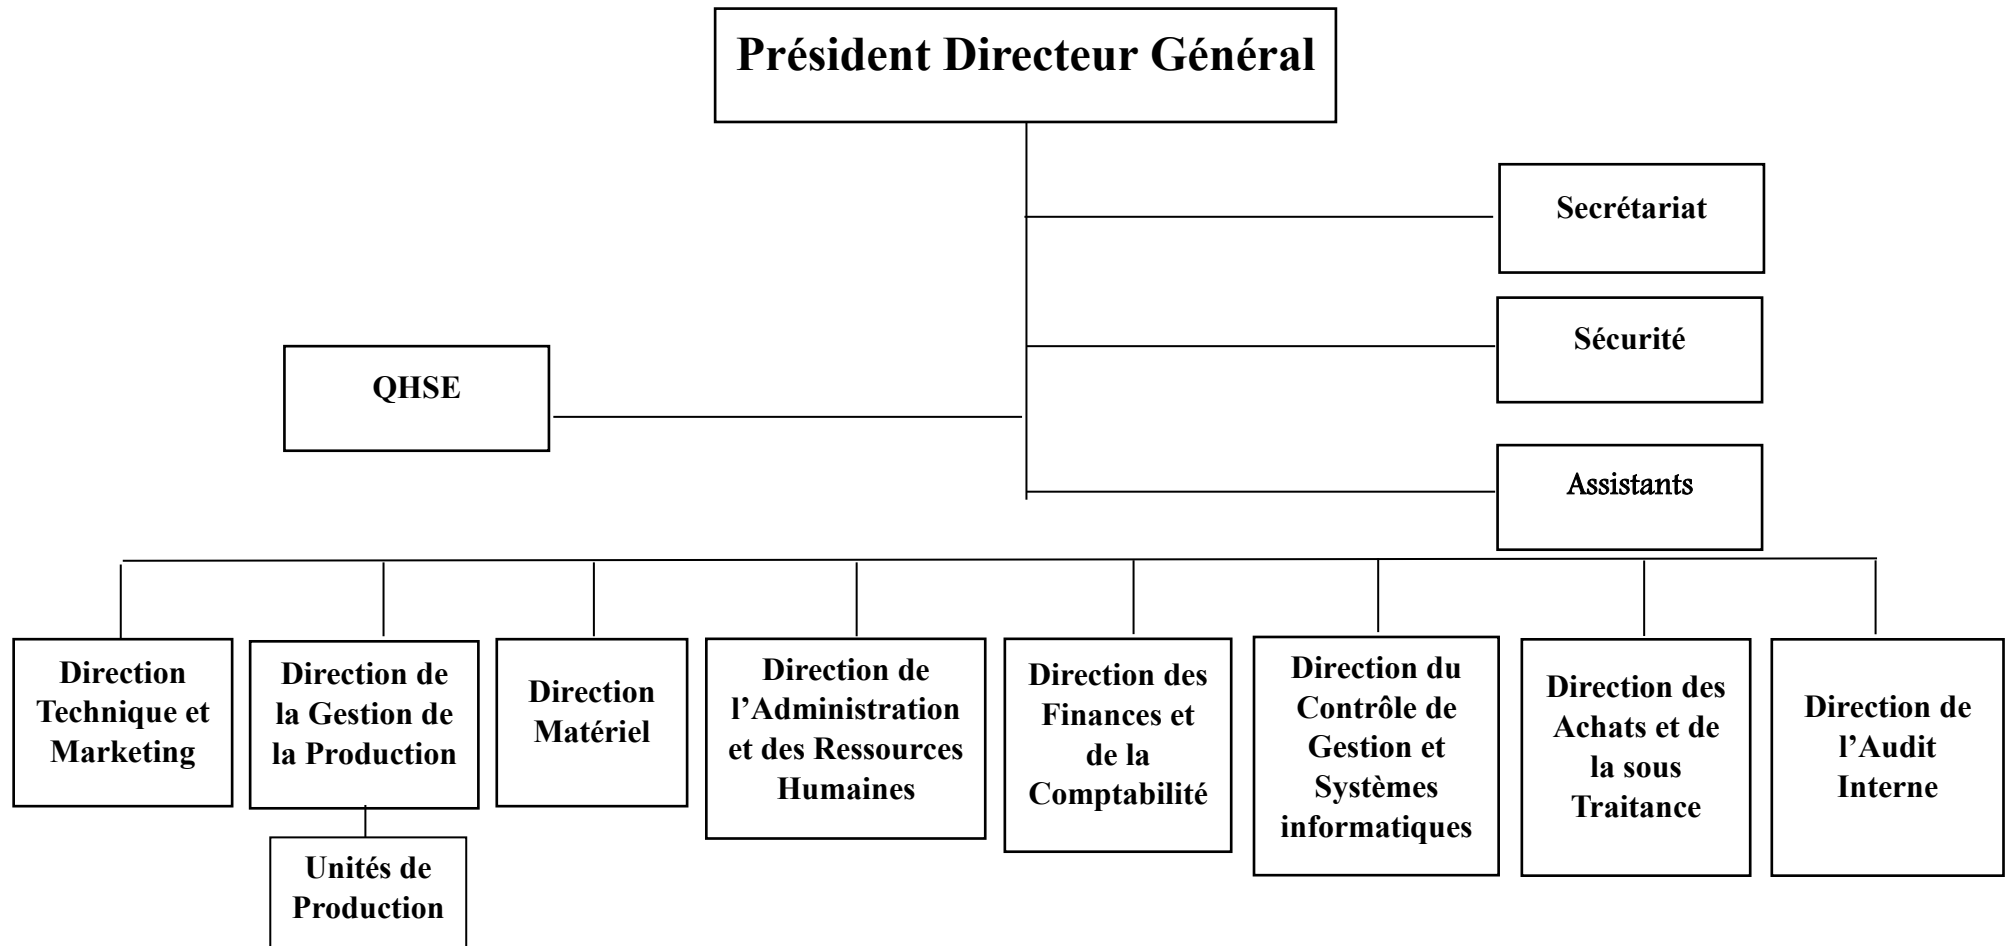 Président Directeur Général
Secrétariat
Sécurité
QHSE
Assistants
Direction
Technique et
Marketing
Direction de
la Gestion de
la Production
Direction
Matériel
Direction de
l’Administration
et des Ressources
Humaines
Direction des
Finances et
de la
Comptabilité
Direction du
Contrôle de
Gestion et
Systèmes
informatiques
Direction des
Achats et de
la sous
Traitance
Direction de
l’Audit
Interne
Unités de
Production